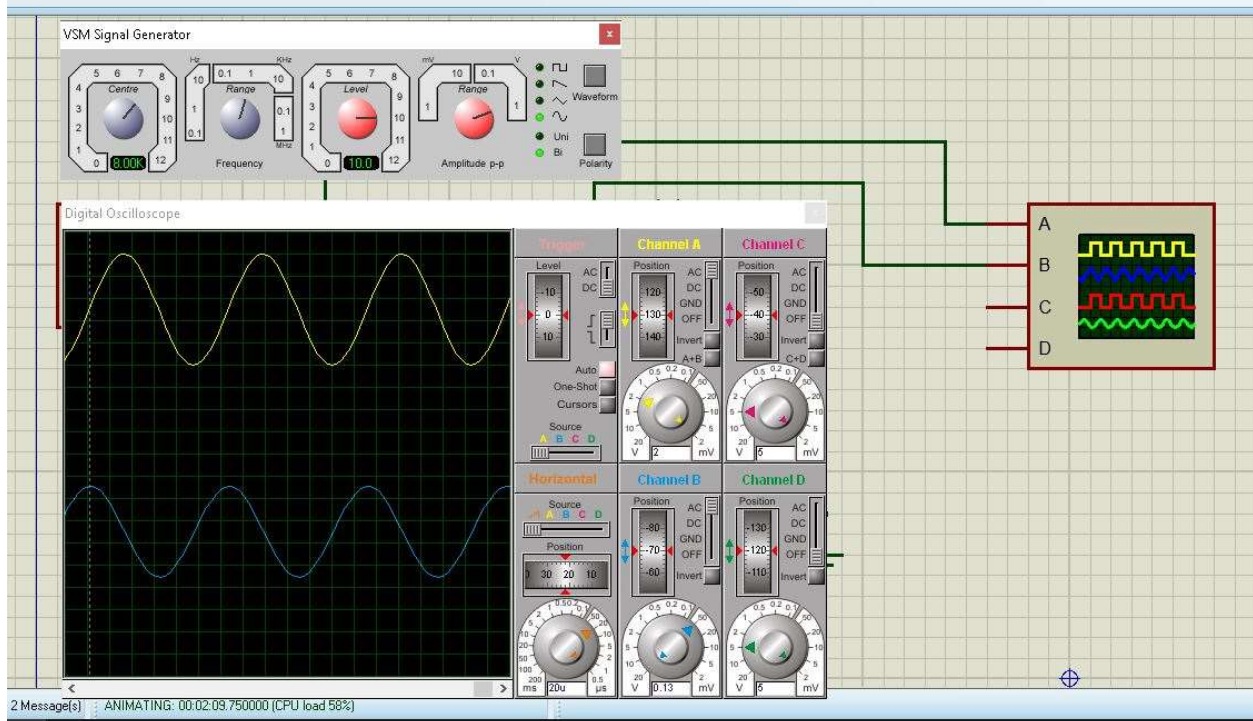 VSM Signal Generator
x
Hz KHz mV V
5 6 7 8 0.1 1 10 5 6 7 8 10 0.1
4 Centre 9 10 Range 4 Level 9 Range
3 10 1 0.1 3 10 1 1 Waveform
2 11 0.1 1 2 11
1 0 8.00K 12 MHz 1 0 10.0 12
Frequency Amplitude p-p
Uni
Bi
Polarity
Digital Oscilloscope
Trigger
Level
AC
DC
-10
0
10
Auto
One-Shot
Cursors
Source
A B C D
Channel A
Position
AC
DC
GND
OFF
120
-130
-140
Invert
A+B
20 V 2 mV
Channel C
Position
AC
DC
GND
OFF
-50
-40
-30
Invert
C+D
20 V 5 mV
Horizontal
Source
A B C D
Position
30 20 10
200 ms 20u 0.5 µs
Channel B
Position
AC
DC
GND
OFF
-80
-70
-60
Invert
20 V 0.13 mV
Channel D
Position
AC
DC
GND
OFF
-130
-120
-110
Invert
20 V 5 mV
A
B
C
D
2 Message(s) ANIMATING: 00:02:09.750000 (CPU load 58%)